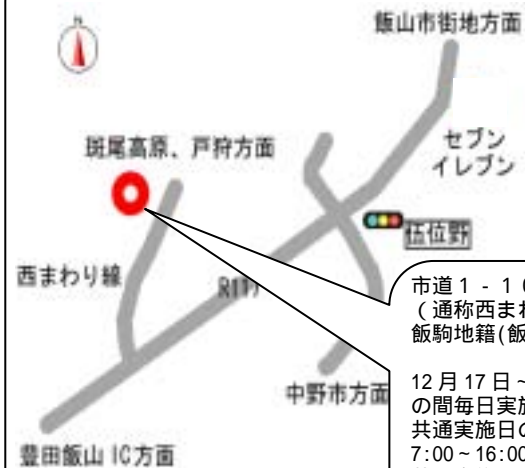 N
飯山市街地方面
斑尾高原、戸狩方面
セブン
イレブン
伍位野
西まわり線
R117
中野市方面
豊田飯山 IC方面
市道1-1
(通称西まわ
飯駒地籍(飯
12月17日~
の間毎日実施
共通実施日の
7:00~16:00